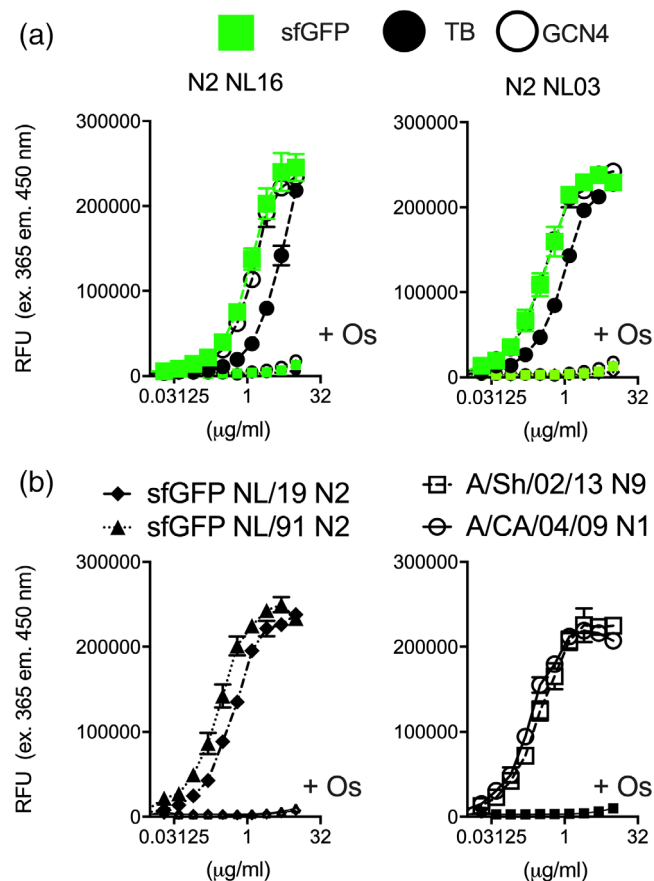 (a)
sfGFP TB GCN4
N2 NL16 N2 NL03
RFU (ex. 365 em. 450 nm)
300000 300000
200000 200000
100000 100000
+ Os + Os
0 0
0.03125 1 32 0.03125 1 32
(μg/ml) (μg/ml)
(b)
sfGFP NL/19 N2 A/Sh/02/13 N9
sfGFP NL/91 N2 A/CA/04/09 N1
RFU (ex. 365 em. 450 nm)
300000 300000
200000 200000
100000 100000
+ Os + Os
0 0
0.03125 1 32 0.03125 1 32
(μg/ml) (μg/ml)